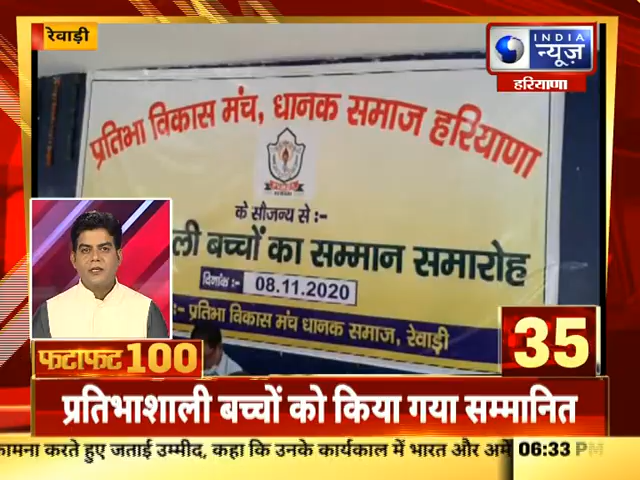 रेवाड़ी
INDIA
न्यूज़
हरियाणा
प्रतिभा विकास मंच, धानक समाज हरियाणा
के सौजन्य से :-
ली बच्चों का सम्मान समारोह
दिनांक :- 08.11.2020
:- प्रतिभा विकास मंच धानक समाज, रेवाड़ी
फटाफट 100
35
प्रतिभाशाली बच्चों को किया गया सम्मानित
कामना करते हुए जताई उम्मीद, कहा कि उनके कार्यकाल में भारत और अमे
06:33 PM